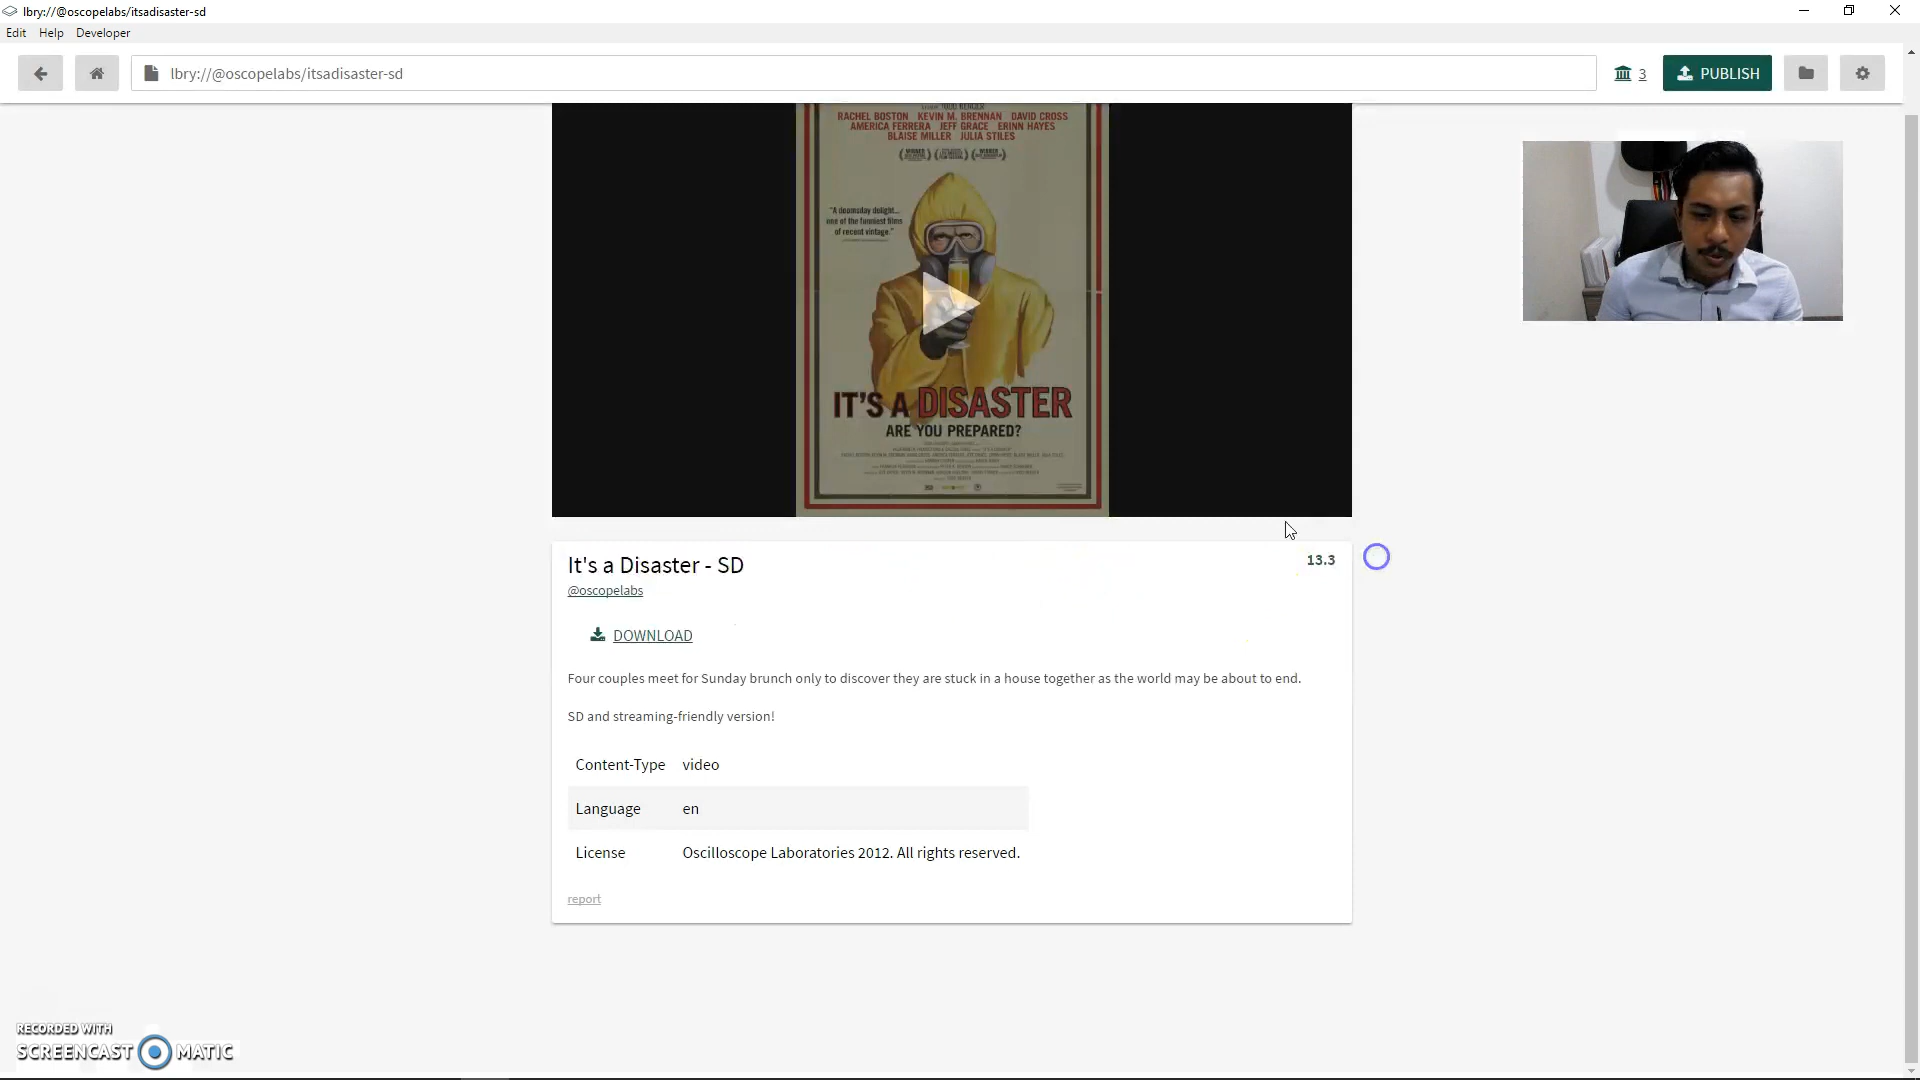 lbry://@oscopelabs/itsadisaster-sd
Edit Help Developer
lbry://@oscopelabs/itsadisaster-sd
3
PUBLISH
RACHEL BOSTON KEVIN M. BRENNAN DAVID CROSS
AMERICA FERRERA JEFF GRACE ERINN HAYES
BLAISE MILLER JULIA STILES
"A doomsday delight...
one of the funniest films
of recent vintage."
IT'S A DISASTER
ARE YOU PREPARED?
It's a Disaster - SD
13.3
@oscopelabs
DOWNLOAD
Four couples meet for Sunday brunch only to discover they are stuck in a house together as the world may be about to end.
SD and streaming-friendly version!
Content-Type video
Language en
License Oscilloscope Laboratories 2012. All rights reserved.
report
RECORDED WITH
SCREENCAST MATIC